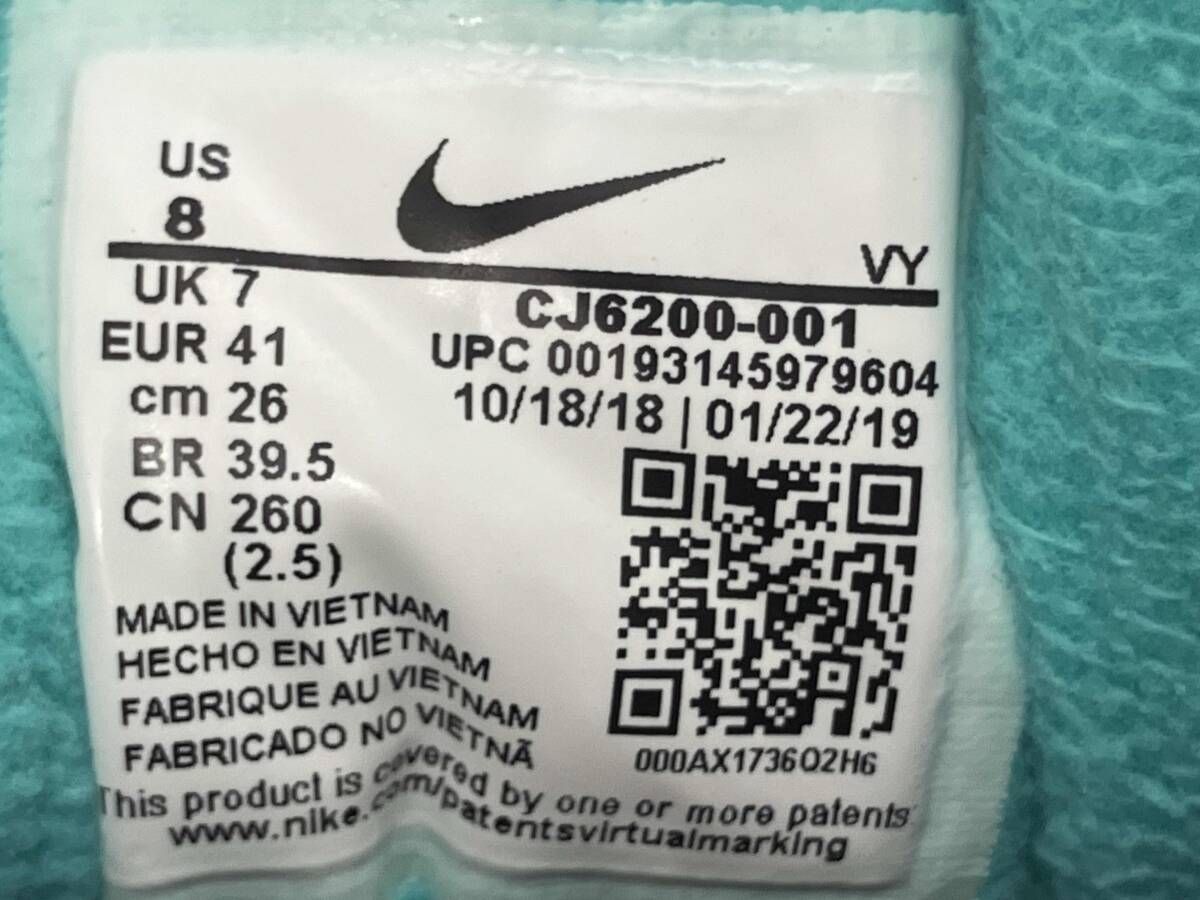 US
8
VY
UK 7
EUR 41
cm 26
BR 39.5
CN 260
(2.5)
CJ6200-001
UPC 00193145979604
10/18/18 | 01/22/19
000AX1736Q2H6
MADE IN VIETNAM
HECHO EN VIETNAM
FABRIQUE AU VIETNAM
FABRICADO NO VIETNÃ
This product is covered by one or more patents
www.nike.com/patentsvirtualmarking